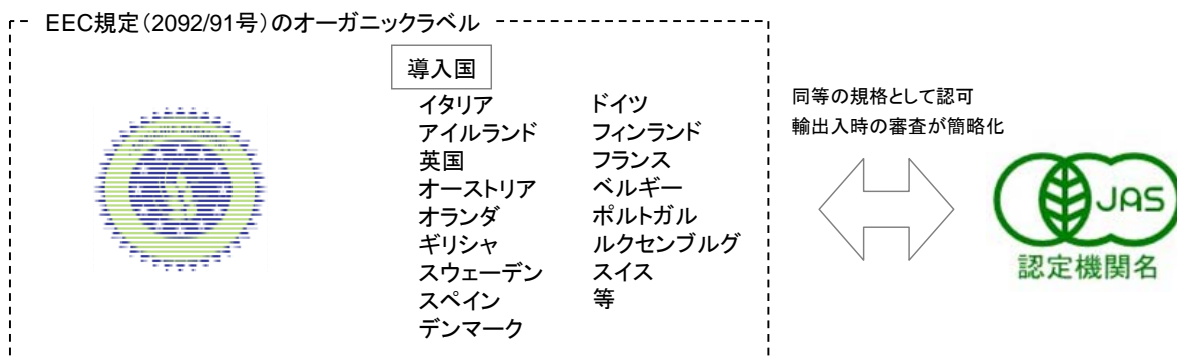 EEC規定(2092/91号)のオーガニックラベル
導入国
イタリア
アイルランド
英国
オーストリア
オランダ
ギリシャ
スウェーデン
スペイン
デンマーク
ドイツ
フィンランド
フランス
ベルギー
ポルトガル
ルクセンブルグ
スイス
等
同等の規格として認可
輸出入時の審査が簡略化
JAS
認定機関名